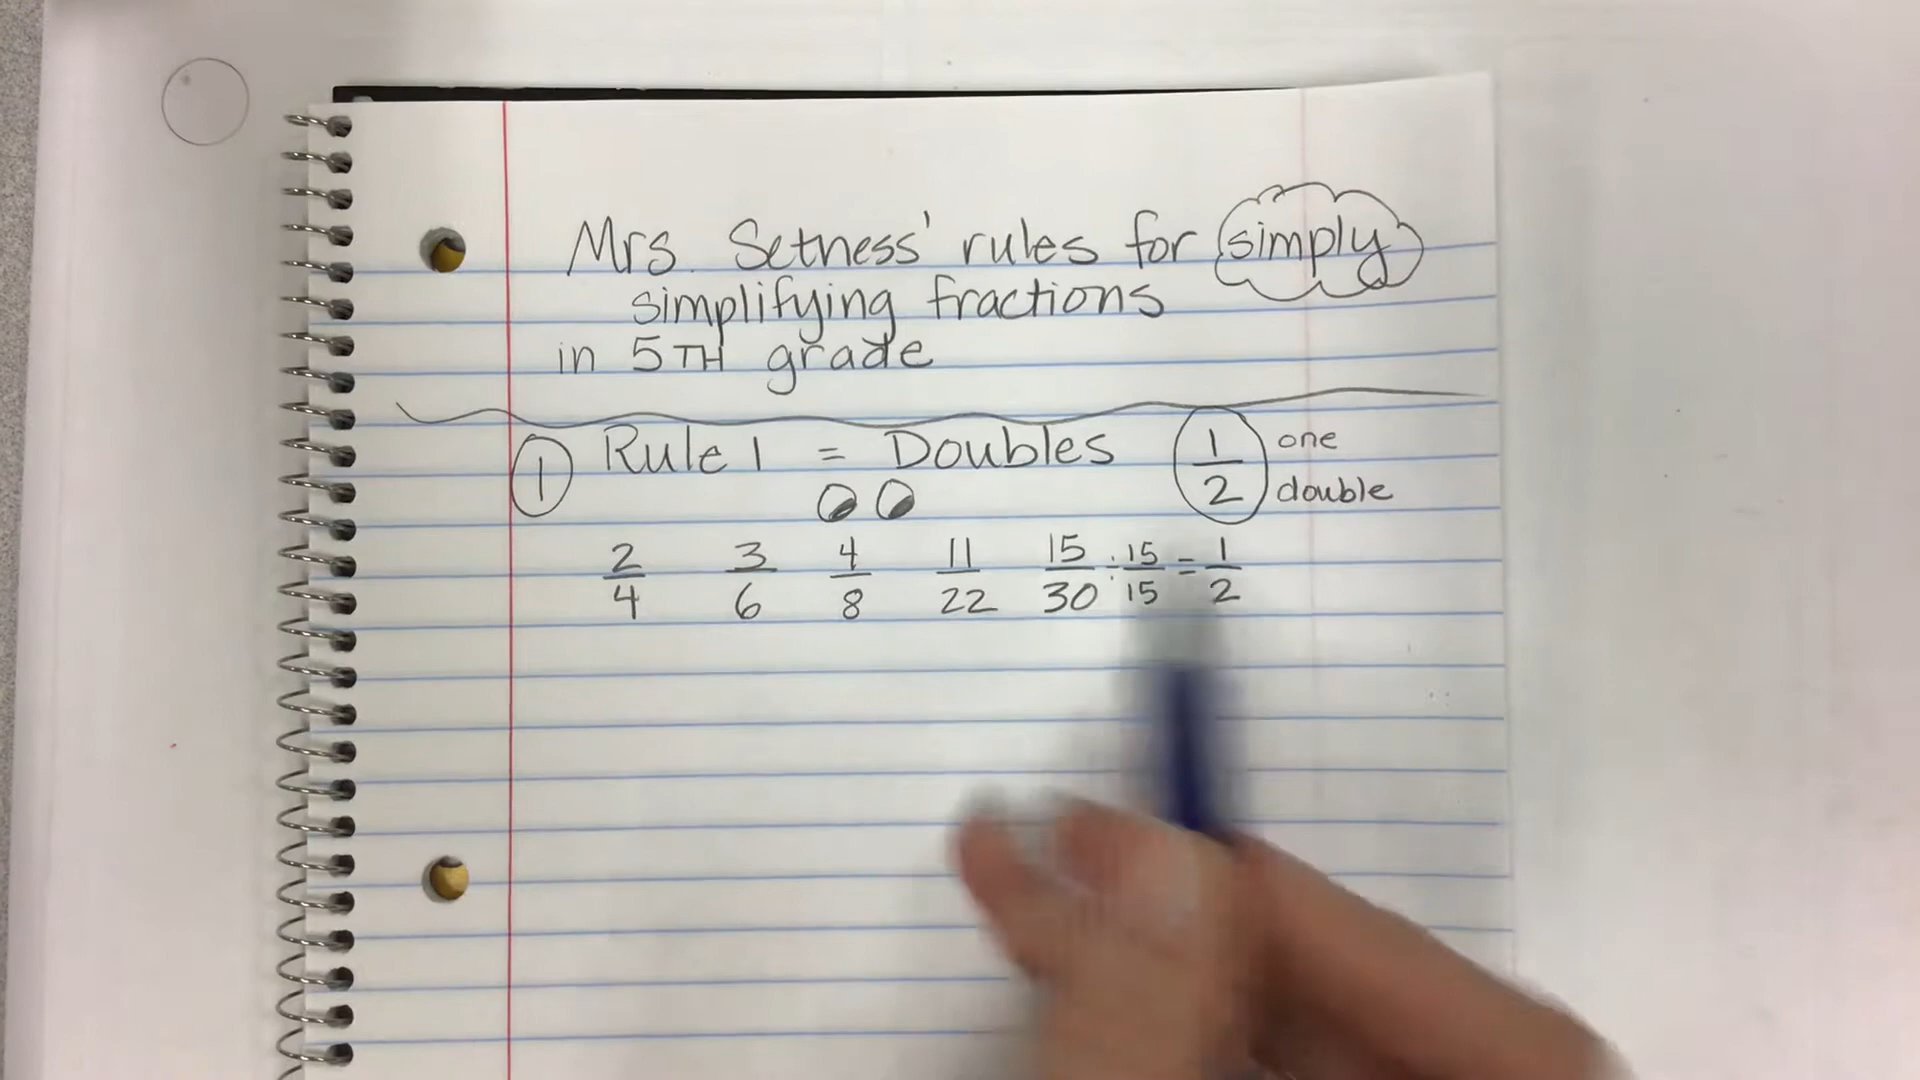 Mrs. Setness' rules for simply
simplifying fractions
in 5TH grade
1 Rule 1 = Doubles 1/2 one
double
2/4 3/6 4/8 11/22 15/30 ÷ 15/15 = 1/2